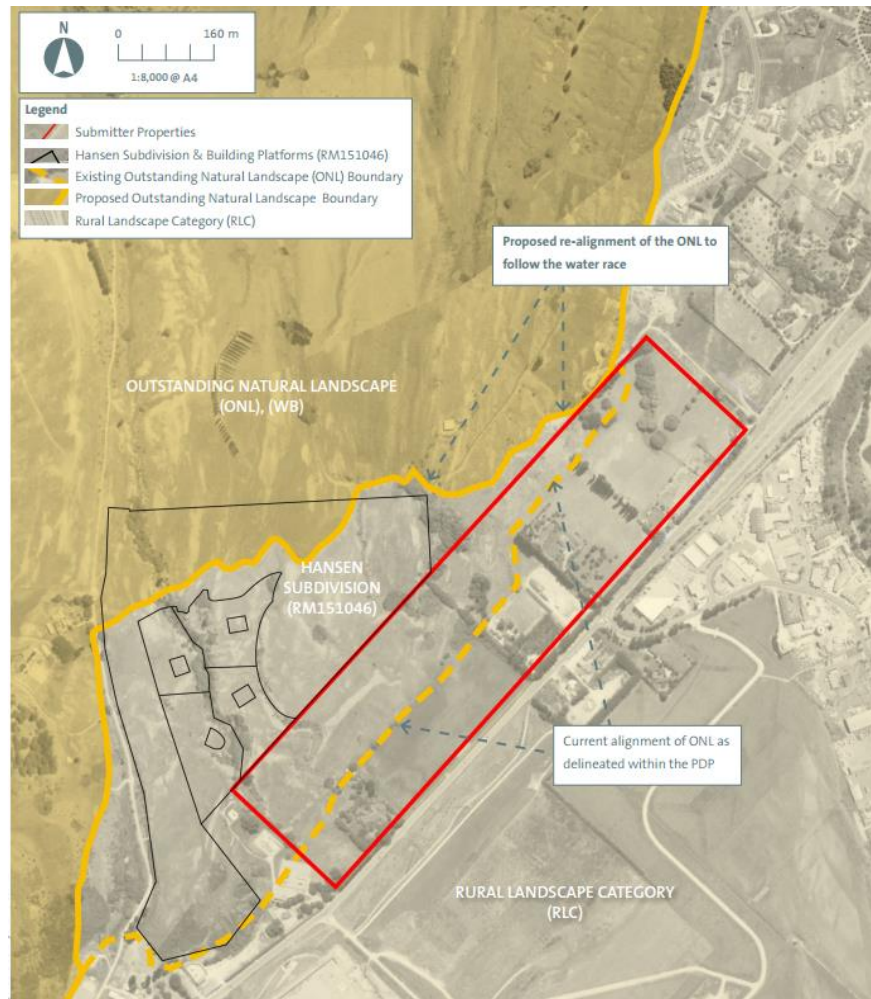 N
0 160 m
1:8,000 @ A4
Legend
Submitter Properties
Hansen Subdivision & Building Platforms (RM151046)
Existing Outstanding Natural Landscape (ONL) Boundary
Proposed Outstanding Natural Landscape Boundary
Rural Landscape Category (RLC)
Proposed re-alignment of the ONL to
follow the water race
OUTSTANDING NATURAL LANDSCAPE
(ONL), (WB)
HANSEN
SUBDIVISION
(RM151046)
Current alignment of ONL as
delineated within the PDP
RURAL LANDSCAPE CATEGORY
(RLC)